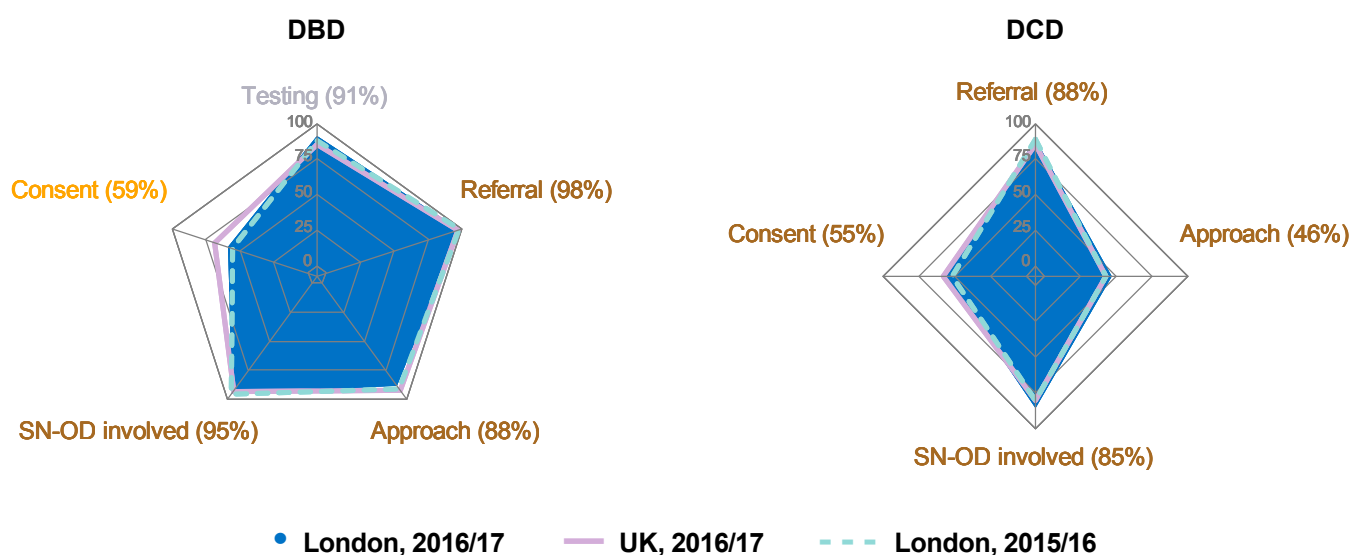 DBD
Testing (91%)
100
75
50
25
0
Consent (59%)
Referral (98%)
SN-OD involved (95%)
Approach (88%)
DCD
Referral (88%)
100
75
50
25
0
Consent (55%)
Approach (46%)
SN-OD involved (85%)
London, 2016/17
UK, 2016/17
London, 2015/16